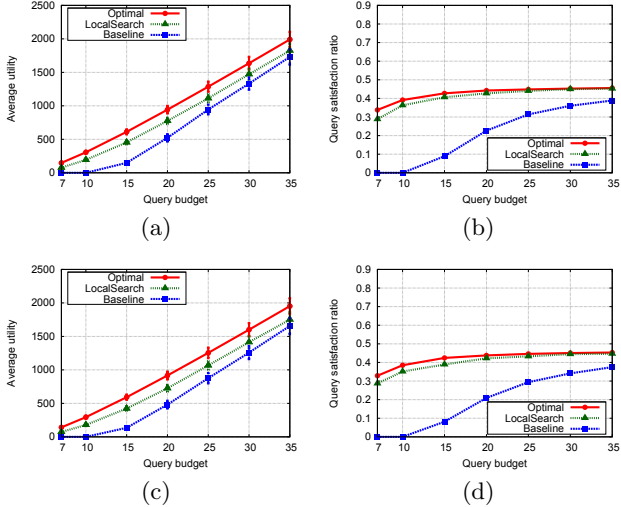 2500
2000
1500
1000
500
0
Average utility
7 10 15 20 25 30 35
Query budget
Optimal
LocalSearch
Baseline
(a)
0.9
0.8
0.7
0.6
0.5
0.4
0.3
0.2
0.1
0
Query satisfaction ratio
7 10 15 20 25 30 35
Query budget
Optimal
LocalSearch
Baseline
(b)
2500
2000
1500
1000
500
0
Average utility
7 10 15 20 25 30 35
Query budget
Optimal
LocalSearch
Baseline
(c)
0.9
0.8
0.7
0.6
0.5
0.4
0.3
0.2
0.1
0
Query satisfaction ratio
7 10 15 20 25 30 35
Query budget
Optimal
LocalSearch
Baseline
(d)